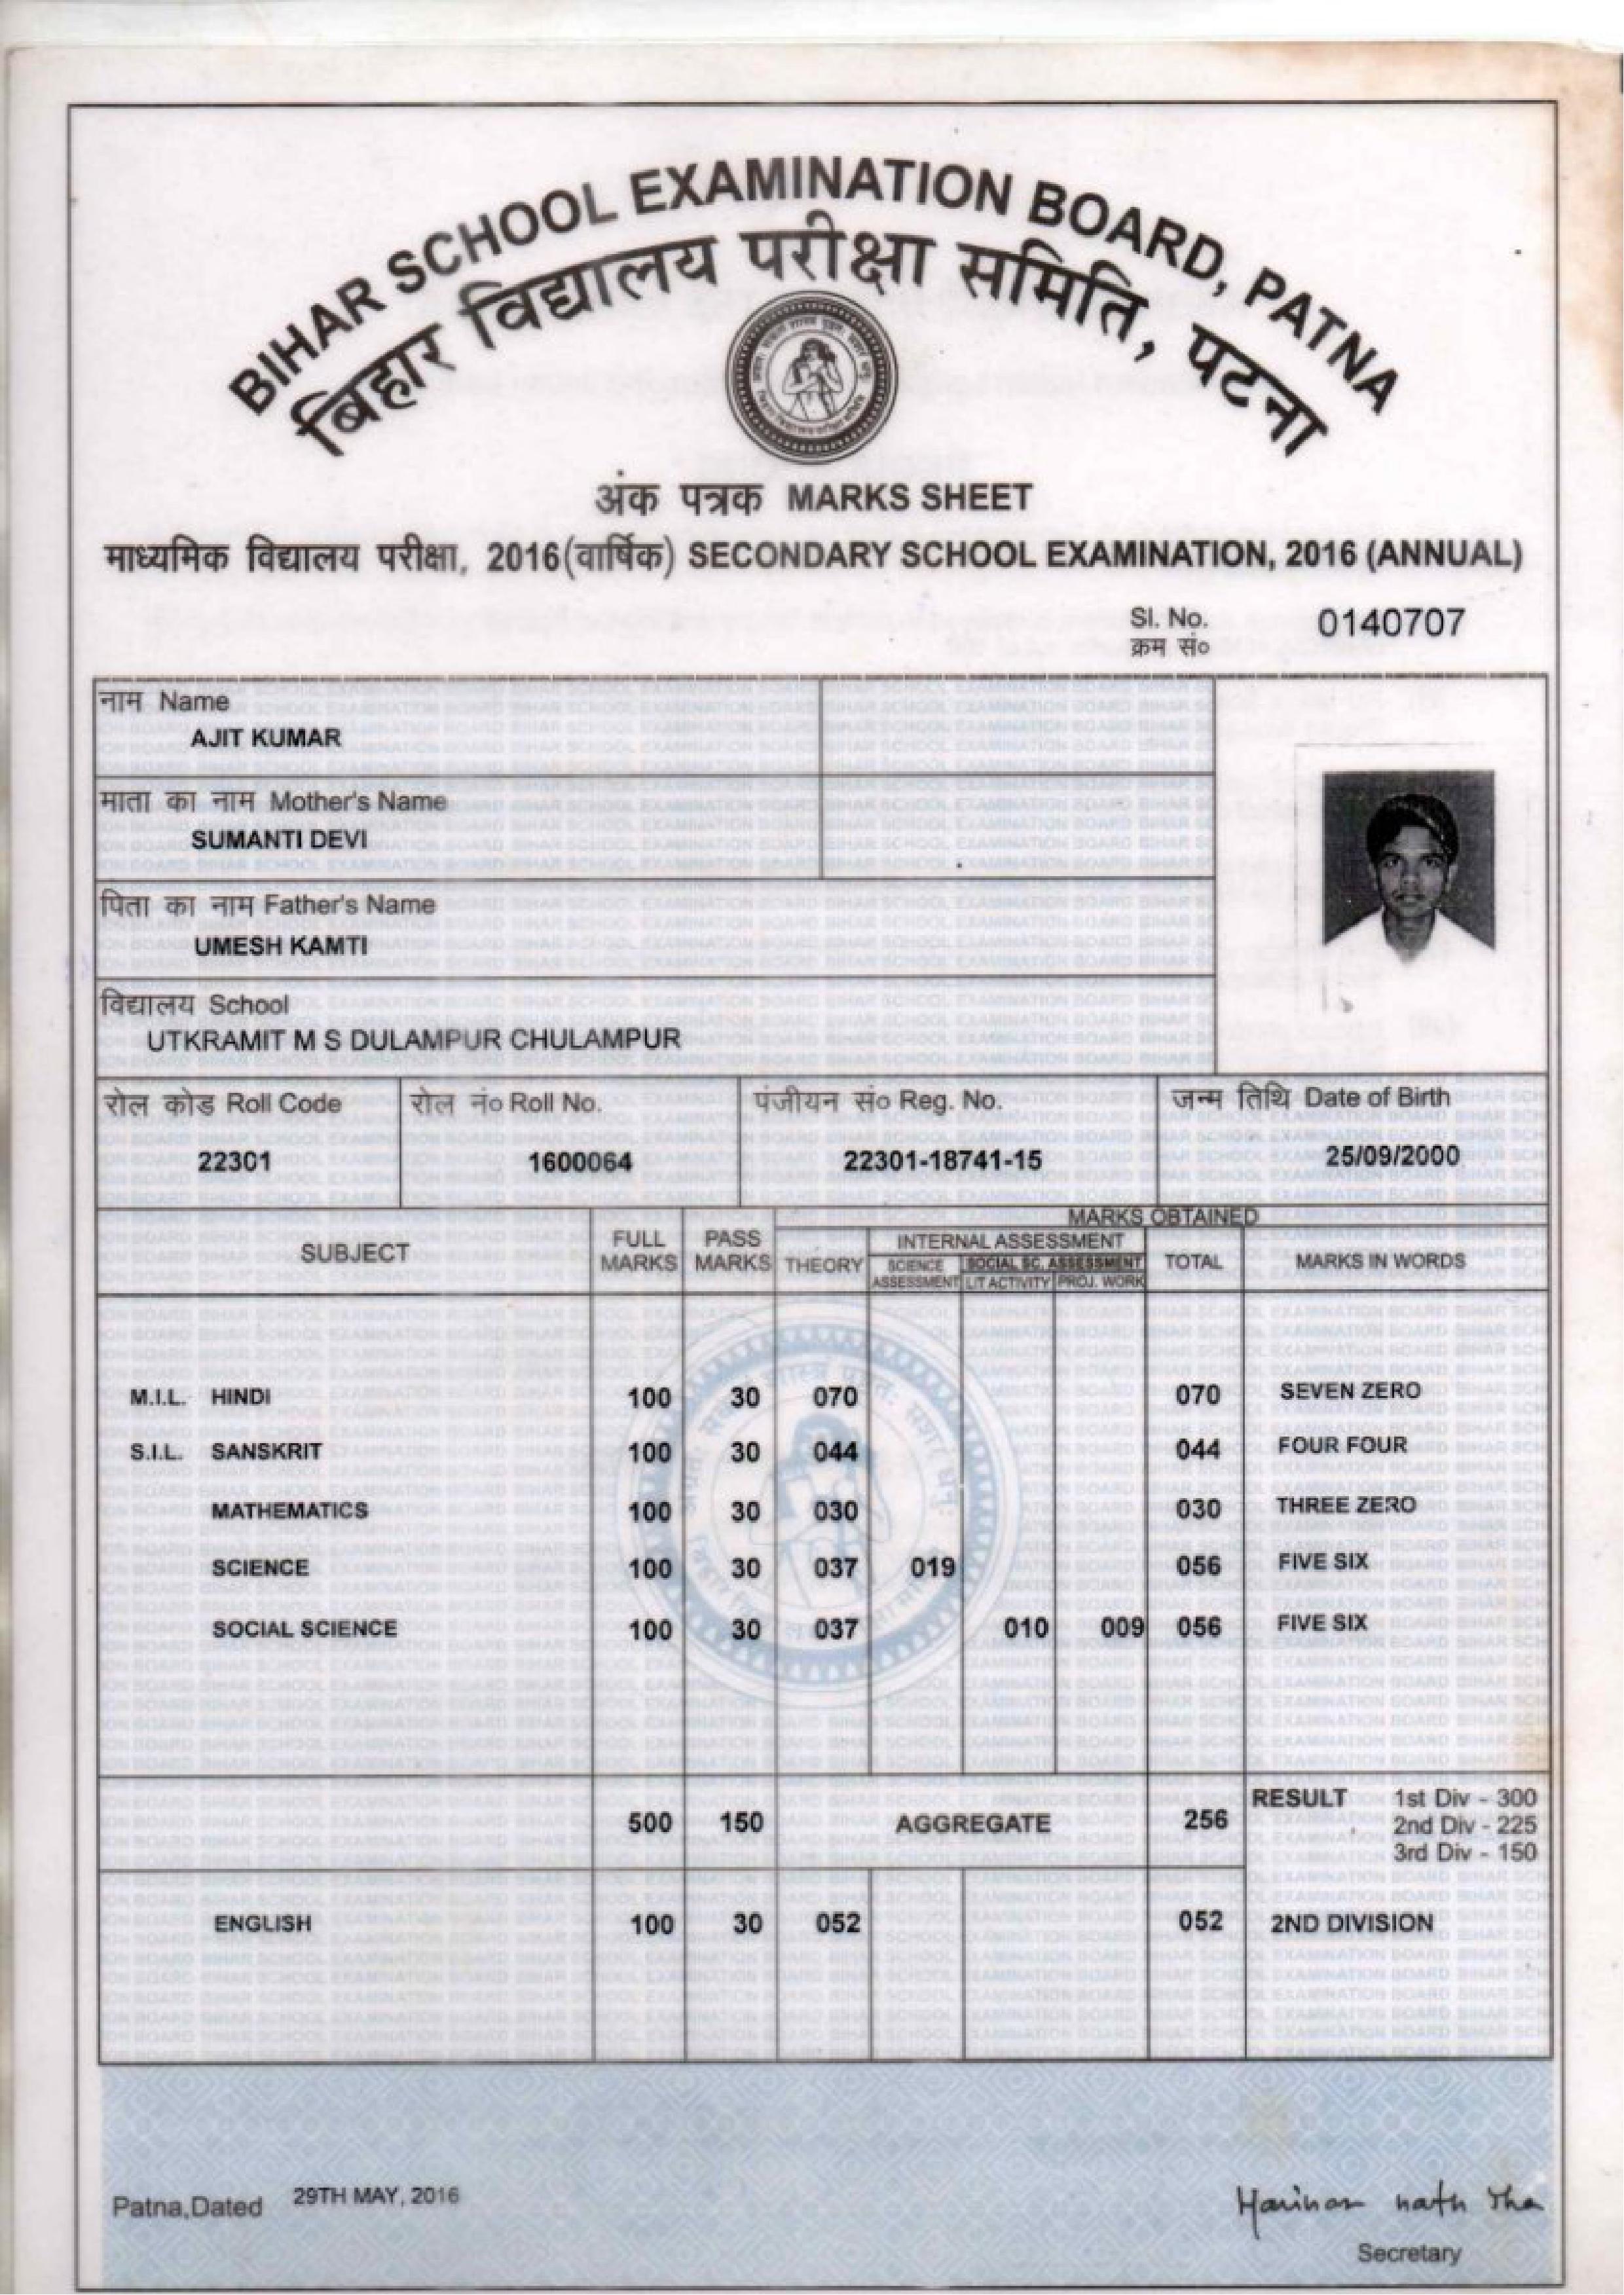 BIHAR SCHOOL EXAMINATION BOARD, PATNA
बिहार विद्यालय परीक्षा समिति, पटना
अंक पत्रक MARKS SHEET
माध्यमिक विद्यालय परीक्षा, 2016(वार्षिक) SECONDARY SCHOOL EXAMINATION, 2016 (ANNUAL)
Sl. No. 0140707
क्रम सं०
नाम Name
AJIT KUMAR
माता का नाम Mother's Name
SUMANTI DEVI
पिता का नाम Father's Name
UMESH KAMTI
विद्यालय School
UTKRAMIT M S DULAMPUR CHULAMPUR
रोल कोड Roll Code रोल नं० Roll No. पंजीयन सं० Reg. No. जन्म तिथि Date of Birth
22301 1600064 22301-18741-15 25/09/2000
MARKS OBTAINED
SUBJECT FULL MARKS PASS MARKS THEORY INTERNAL ASSESSMENT TOTAL MARKS IN WORDS
SCIENCE ASSESSMENT SOCIAL SC. ASSESSMENT
LIT ACTIVITY PROJ. WORK
M.I.L. HINDI 100 30 070 070 SEVEN ZERO
S.I.L. SANSKRIT 100 30 044 044 FOUR FOUR
MATHEMATICS 100 30 030 030 THREE ZERO
SCIENCE 100 30 037 019 056 FIVE SIX
SOCIAL SCIENCE 100 30 037 010 009 056 FIVE SIX
500 150 AGGREGATE 256 RESULT 1st Div - 300
2nd Div - 225
3rd Div - 150
ENGLISH 100 30 052 052 2ND DIVISION
Patna,Dated 29TH MAY, 2016
Harihar nath Jha
Secretary